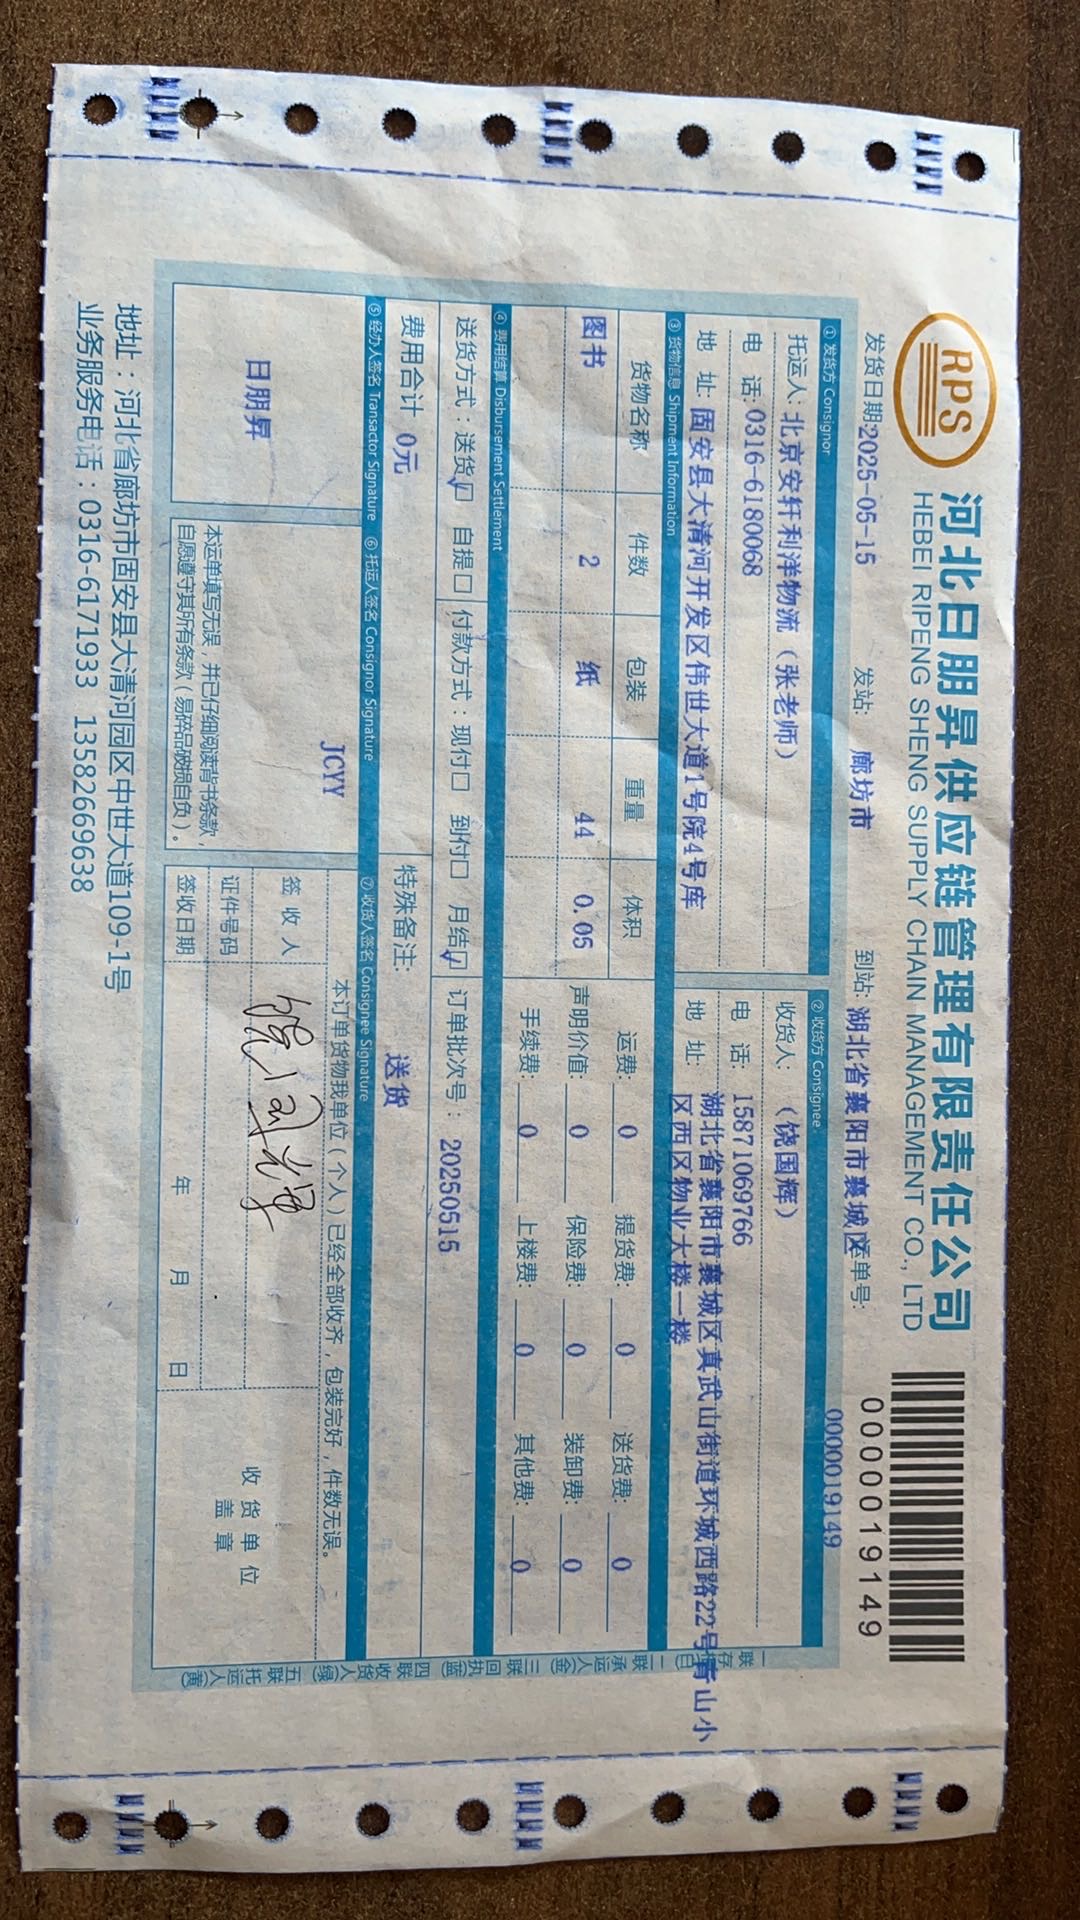 RPS
河北日朋昇供应链管理有限责任公司
HEBEI RIPENG SHENG SUPPLY CHAIN MANAGEMENT CO., LTD
0000019149
发货日期:2025-05-15 发站: 廊坊市 到站: 湖北省襄阳市襄城区 运单号: 0000019149
① 发货方 Consignor ② 收货方 Consignee
托运人: 北京安轩利洋物流（张老师） 收货人: （饶国辉）
电 话: 0316-6180068 电 话: 15871069766
地 址: 固安县大清河开发区伟世大道1号院4号库 地 址: 湖北省襄阳市襄城区真武山街道环城西路22号青山小
区西区物业大楼一楼
③ 货物信息 Shipment Information
货物名称 件数 包装 重量 体积 运费: 0 提货费: 0 送货费: 0
图书 2 纸 44 0.05 声明价值: 0 保险费: 0 装卸费: 0
手续费: 0 上楼费: 0 其他费: 0
④ 费用结算 Disbursement Settlement
送货方式：送货☑ 自提□ 付款方式：现付□ 到付□ 月结☑ 订单批次号： 20250515
费用合计 0元 特殊备注: 送货
⑤ 经办人签名 Transactor Signature ⑥ 托运人签名 Consignor Signature ⑦ 收货人签名 Consignee Signature
日朋昇 JCYY 本订单货物我单位（个人）已经全部收齐，包装完好，件数无误。
签 收 人 饶国辉
证件号码
签收日期 年 月 日
收 货 单 位
盖 章
本运单填写无误，并已仔细阅读背书条款，
自愿遵守其所有条款（易碎品破损自负）。
一联 存根(白) 二联 承运人(金) 三联 回执(蓝) 四联 收货人(绿) 五联 托运人(黄)
地址：河北省廊坊市固安县大清河园区中世大道109-1号
业务服务电话：0316-6171933 13582669638